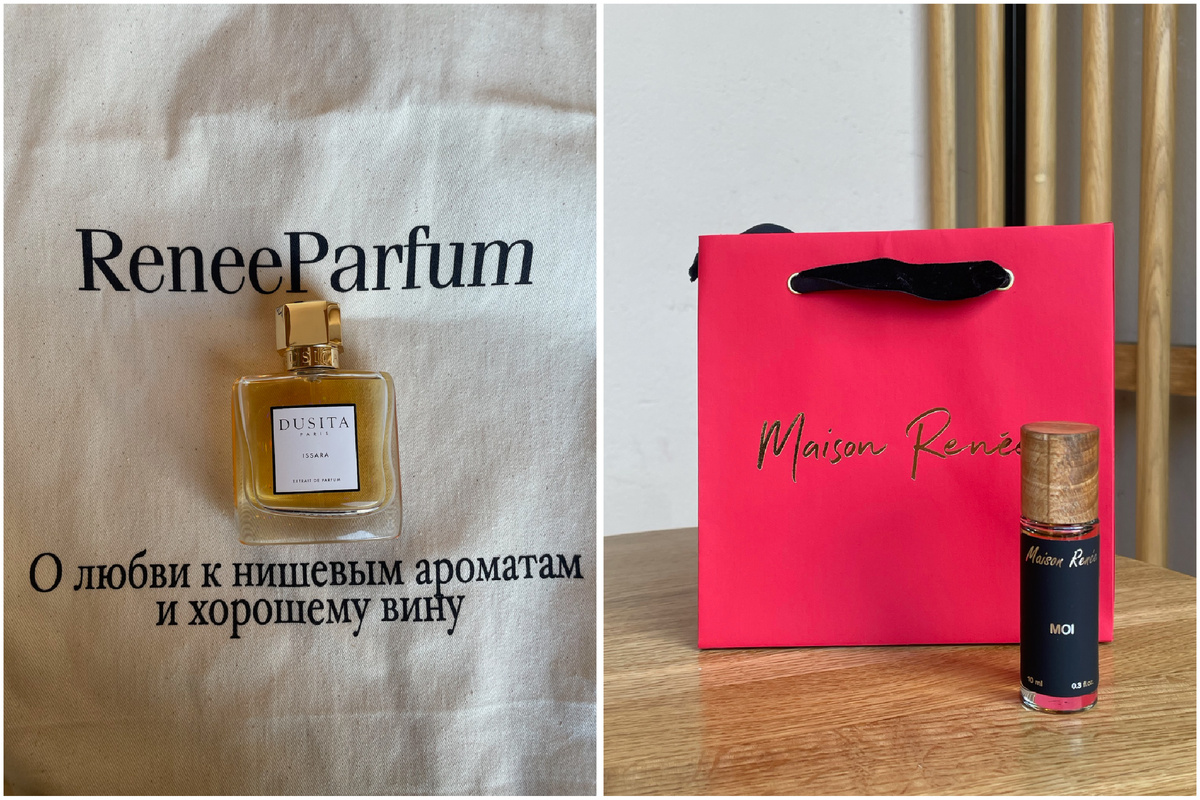 ReneeParfum
DUSITA
PARIS
ISSARA
EXTRAIT DE PARFUM
О любви к нишевым ароматам
и хорошему вину
Maison Renée
Maison Renée
MOI
10 ml 0.3 fl.oz.